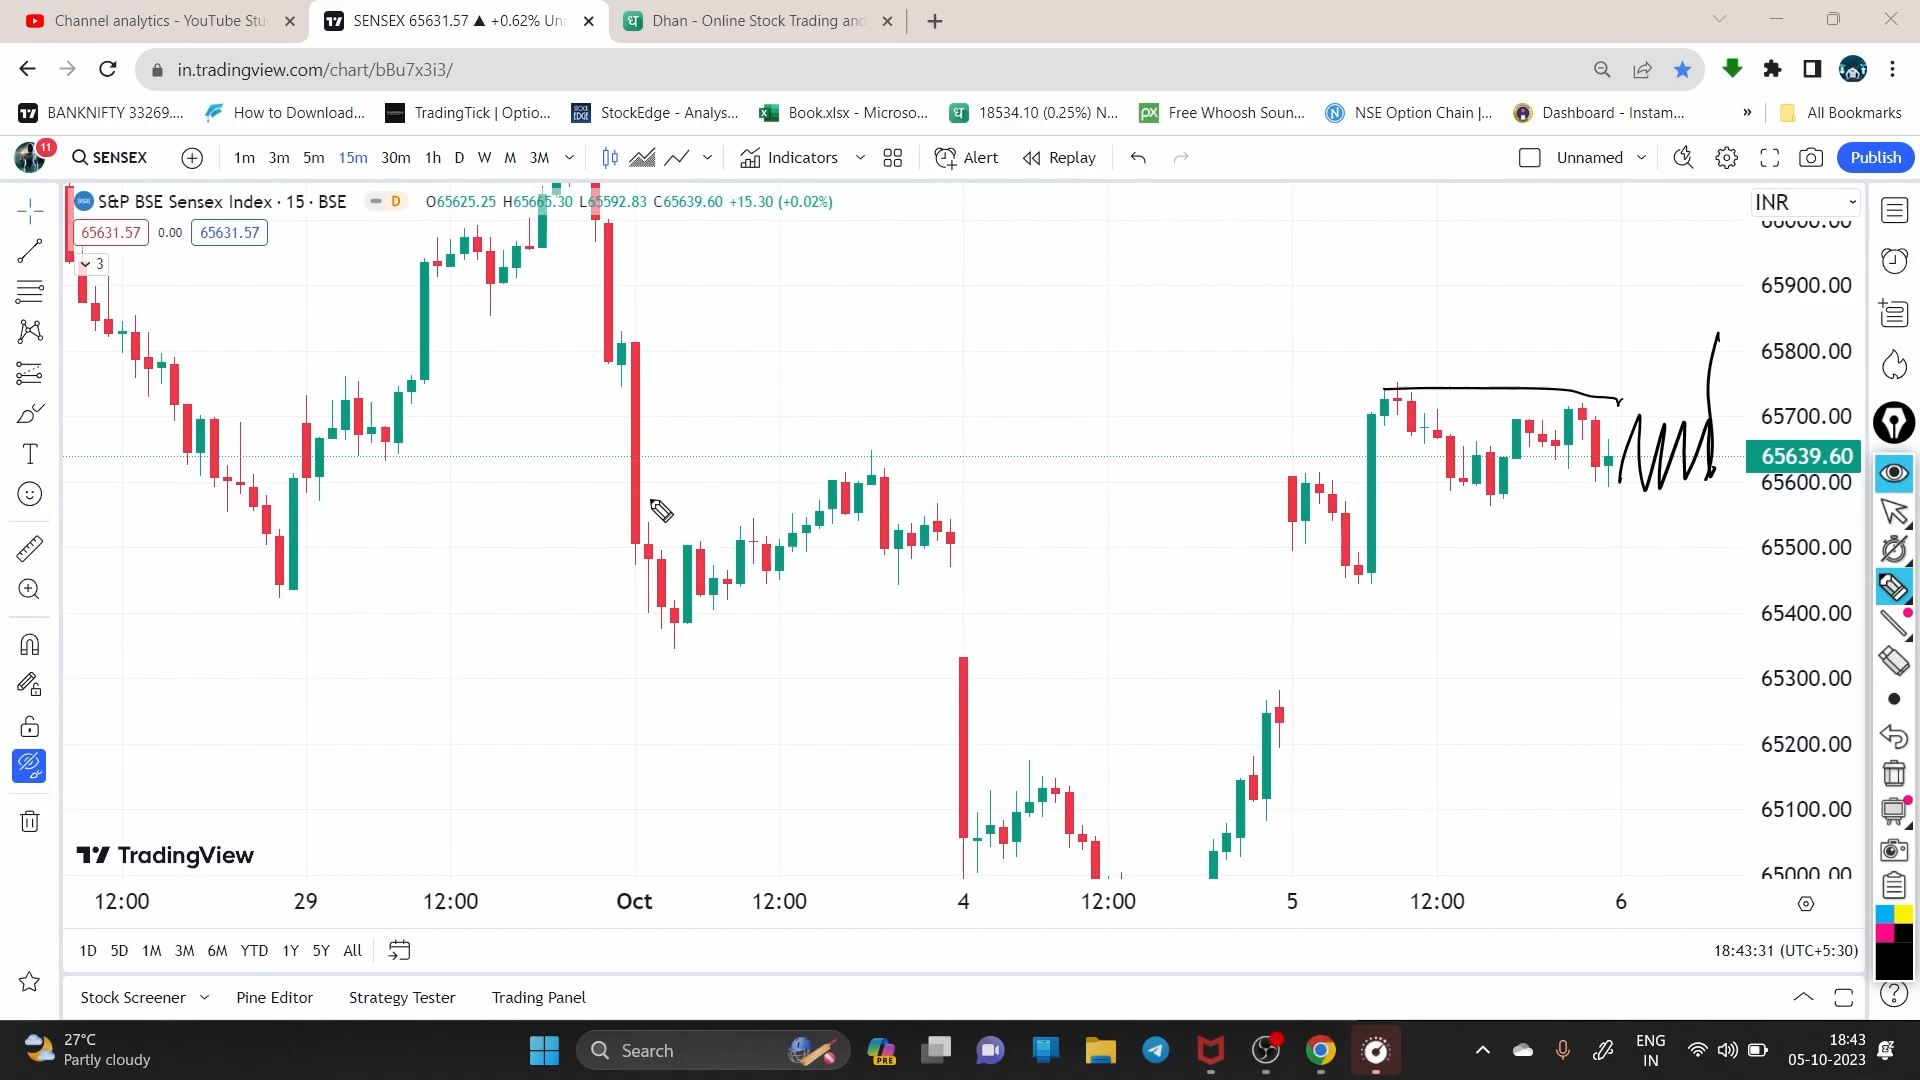 Channel analytics - YouTube Stu
SENSEX 65631.57 ▲ +0.62% Un
Dhan - Online Stock Trading and
in.tradingview.com/chart/bBu7x3i3/
BANKNIFTY 33269....
How to Download...
TradingTick | Optio...
StockEdge - Analys...
Book.xlsx - Microso...
18534.10 (0.25%) N...
Free Whoosh Soun...
NSE Option Chain |...
Dashboard - Instam...
»
All Bookmarks
11
SENSEX
1m 3m 5m 15m 30m 1h D W M 3M
Indicators
Alert
Replay
Unnamed
Publish
S&P BSE Sensex Index · 15 · BSE
D
O65625.25 H65665.30 L65592.83 C65639.60 +15.30 (+0.02%)
INR
65631.57 0.00 65631.57
3
66000.00
65900.00
65800.00
65700.00
65639.60
65600.00
65500.00
65400.00
65300.00
65200.00
65100.00
65000.00
TradingView
12:00 29 12:00 Oct 12:00 4 12:00 5 12:00 6
1D 5D 1M 3M 6M YTD 1Y 5Y All
18:43:31 (UTC+5:30)
Stock Screener Pine Editor Strategy Tester Trading Panel
27°C
Partly cloudy
Search
PRE
ENG
IN
18:43
05-10-2023